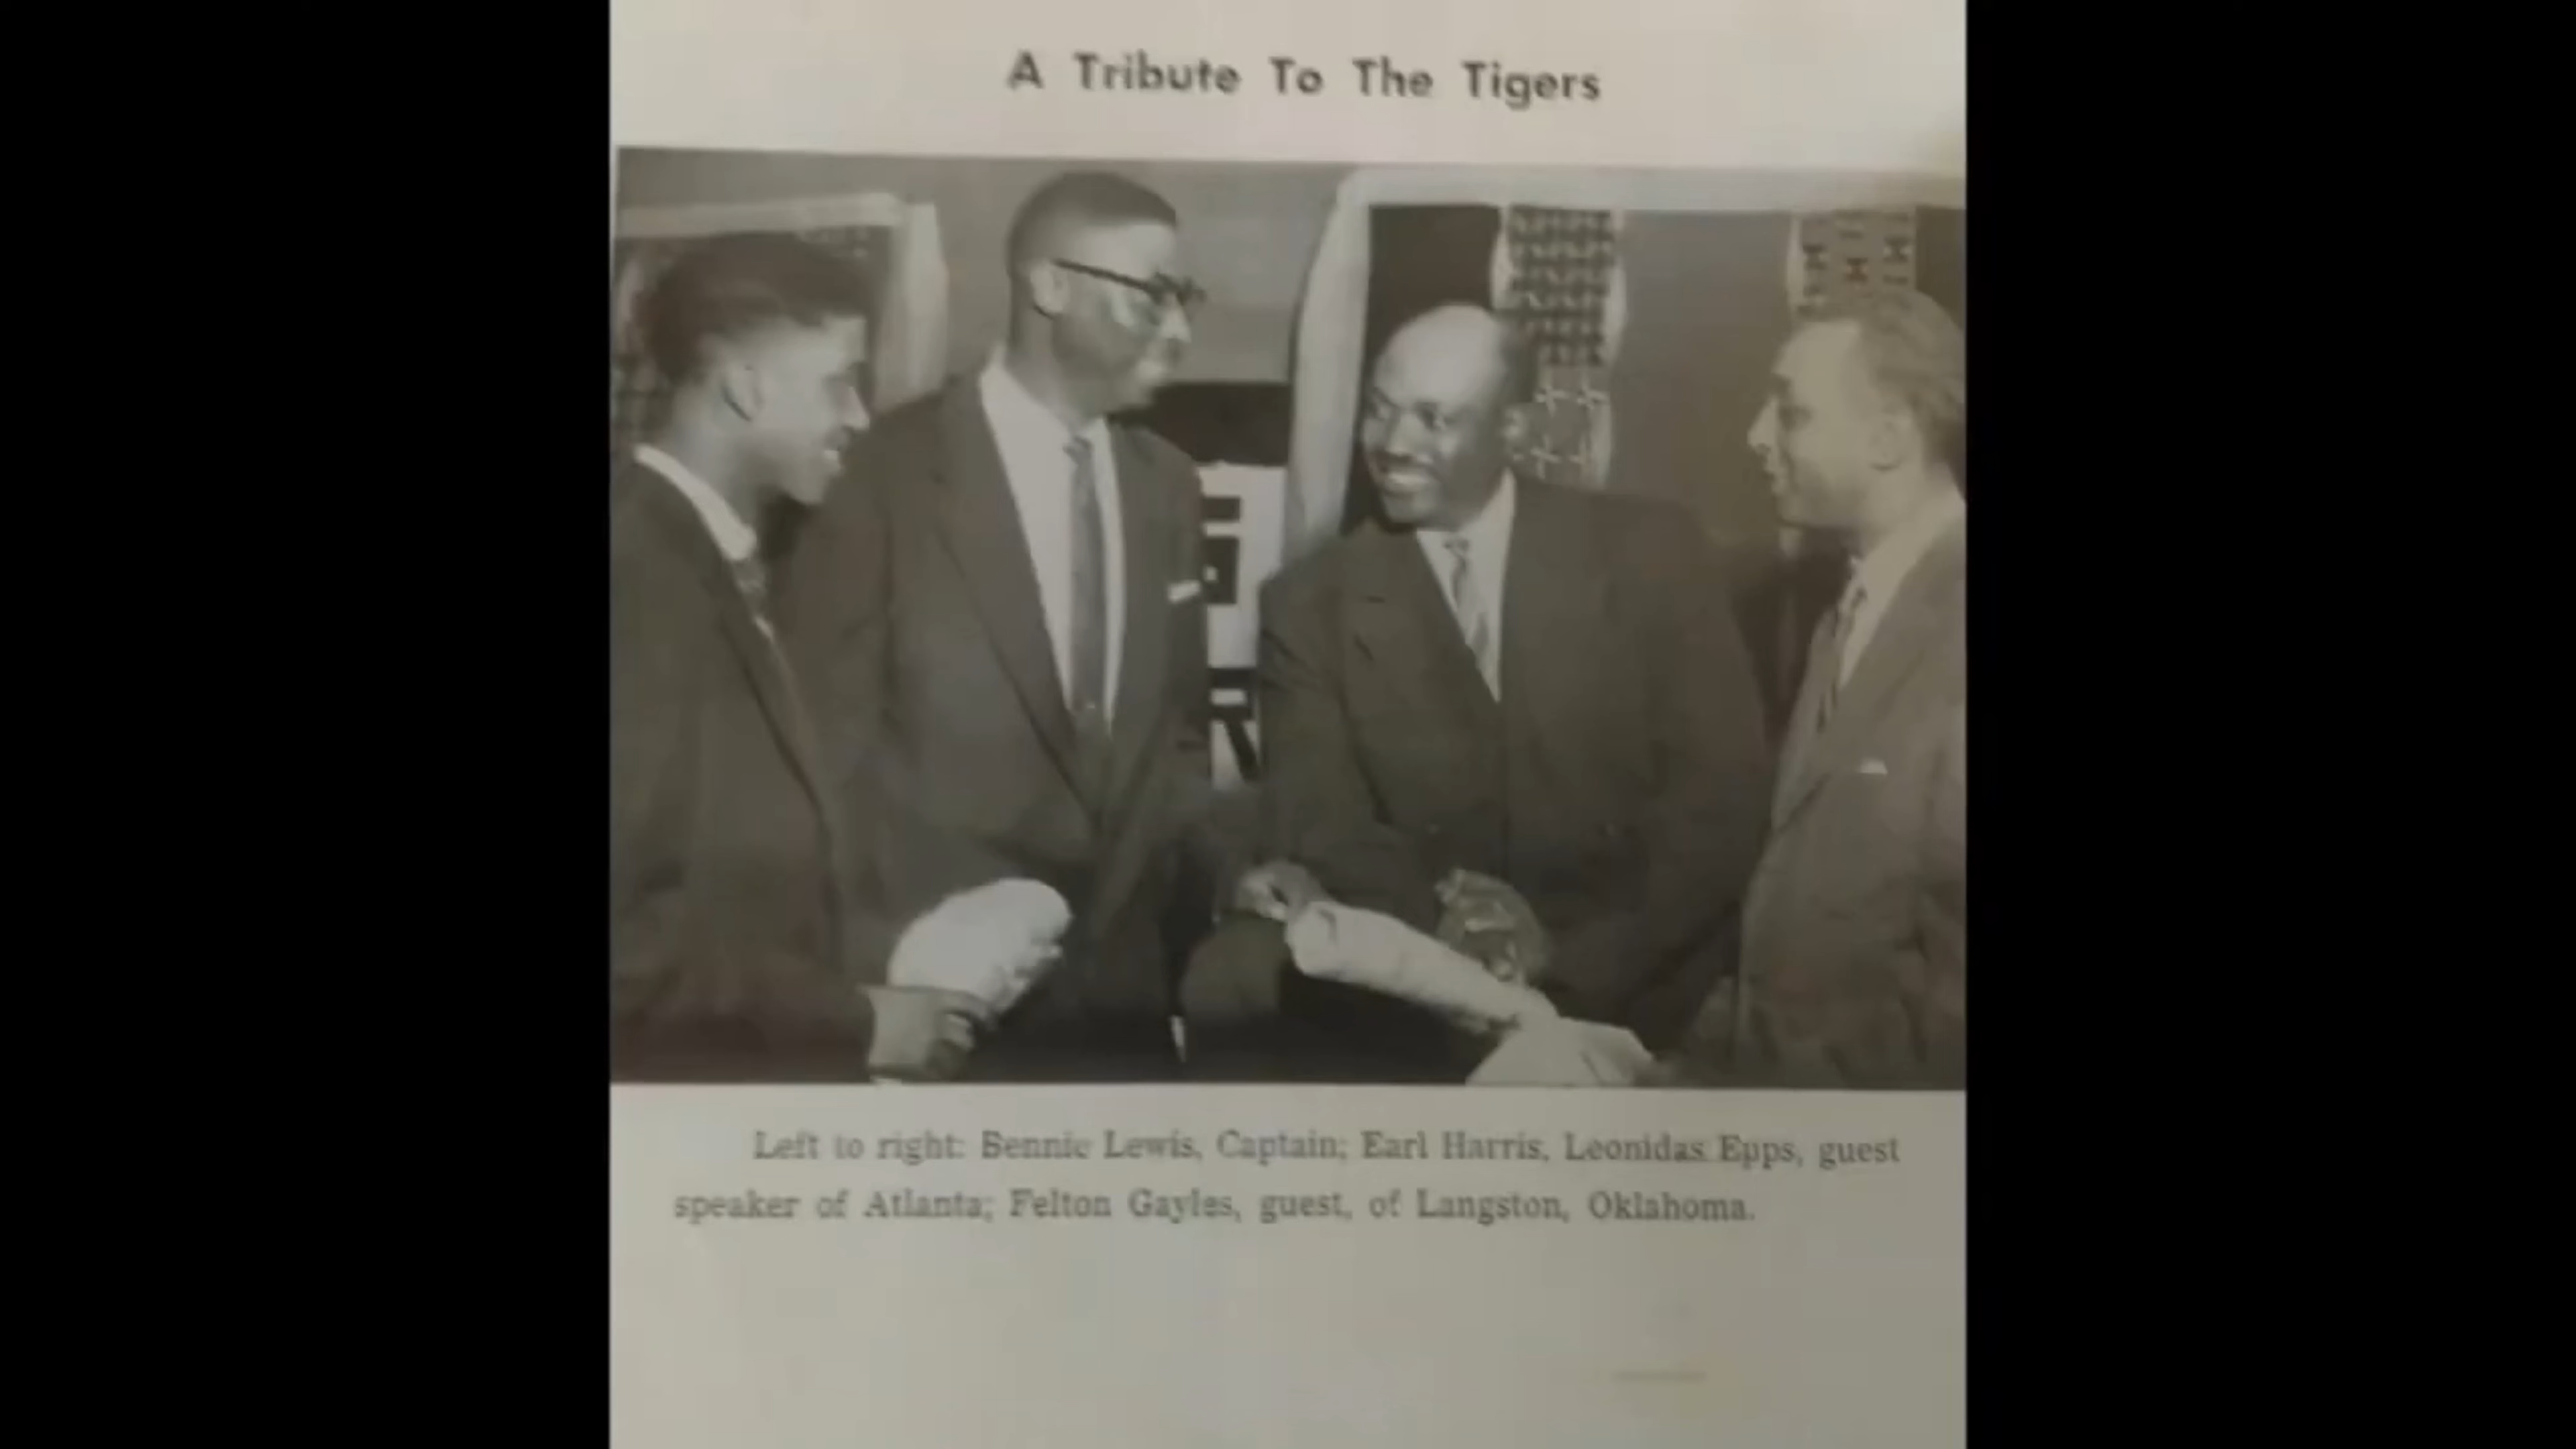 A Tribute To The Tigers
Left to right: Bennie Lewis, Captain; Earl Harris, Leonidas Epps, guest
speaker of Atlanta; Felton Gayles, guest, of Langston, Oklahoma.